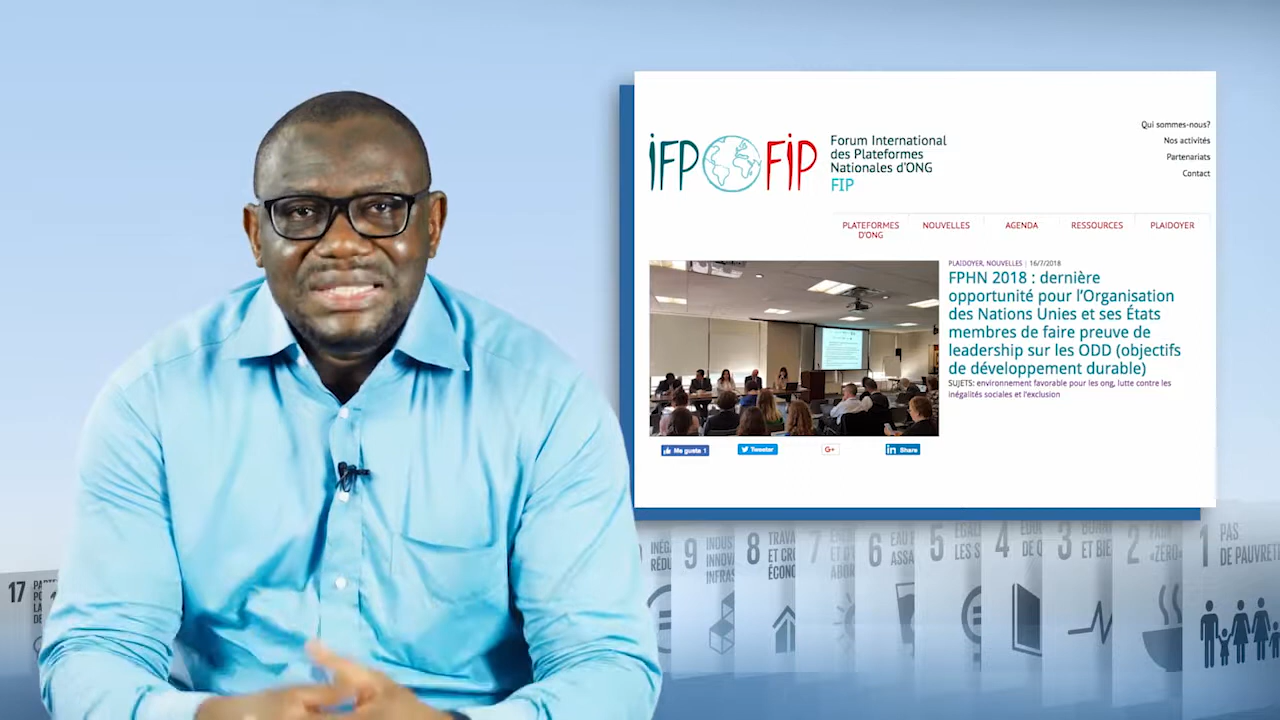 Qui sommes-nous?
Nos activités
Partenariats
Contact
iFP FiP
Forum International
des Plateformes
Nationales d'ONG
FIP
PLATEFORMES
D'ONG
NOUVELLES
AGENDA
RESSOURCES
PLAIDOYER
PLAIDOYER, NOUVELLES | 16/7/2018
FPHN 2018 : dernière
opportunité pour l'Organisation
des Nations Unies et ses États
membres de faire preuve de
leadership sur les ODD (objectifs
de développement durable)
SUJETS: environnement favorable pour les ong, lutte contre les
inégalités sociales et l'exclusion
Me gusta 1
Tweeter
G+
in Share
17
9
8
7
6
5
4
3
2
1
PAS
DE PAUVRETÉ